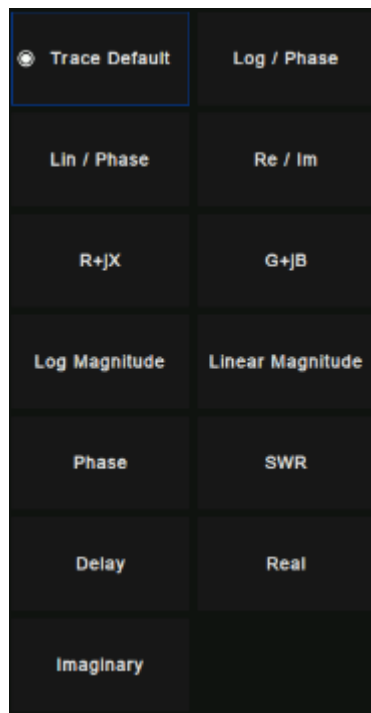 Trace Default
Log / Phase
Lin / Phase
Re / Im
R+jX
G+jB
Log Magnitude
Linear Magnitude
Phase
SWR
Delay
Real
Imaginary